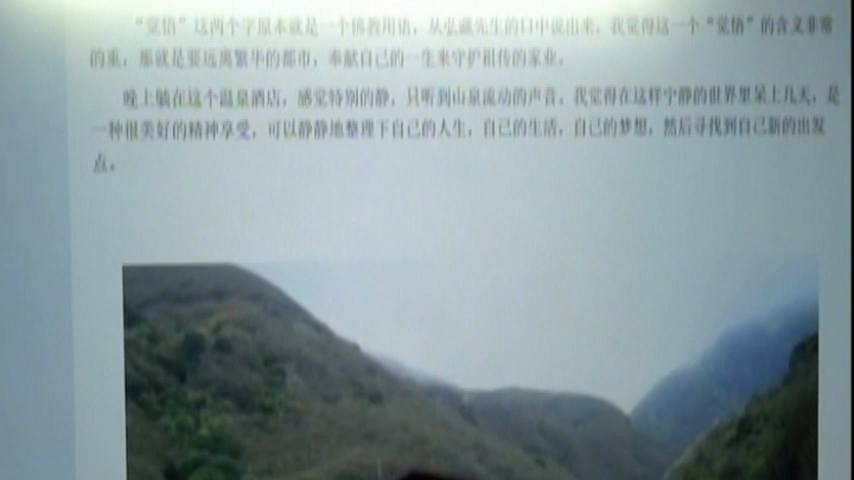 “觉悟”这两个字原本就是一个佛教用语，从弘藏先生的口中说出来，我觉得这一个“觉悟”的含义非常
的重，那就是要远离繁华的都市，奉献自己的一生来守护祖传的家业。
晚上躺在这个温泉酒店，感觉特别的静，只听到山泉流动的声音。我觉得在这样宁静的世界里呆上几天，是
一种很美好的精神享受，可以静静地整理下自己的人生，自己的生活，自己的梦想，然后寻找到自己新的出发
点。